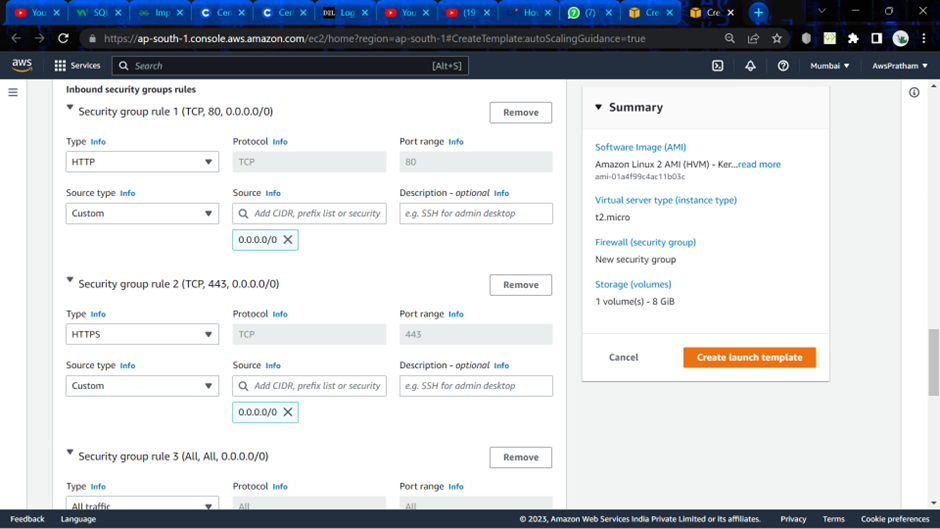 You
SQL
Imp
Cer
Cer
DZL Log
You
(19
Ho
(7)
Cre
Cre
https://ap-south-1.console.aws.amazon.com/ec2/home?region=ap-south-1#CreateTemplate:autoScalingGuidance=true
aws
Services
Search
[Alt+S]
Mumbai
AwsPratham
Inbound security groups rules
Security group rule 1 (TCP, 80, 0.0.0.0/0)
Remove
Type Info
Protocol Info
Port range Info
HTTP
TCP
80
Source type Info
Source Info
Description - optional Info
Custom
Add CIDR, prefix list or security
e.g. SSH for admin desktop
0.0.0.0/0
Security group rule 2 (TCP, 443, 0.0.0.0/0)
Remove
Type Info
Protocol Info
Port range Info
HTTPS
TCP
443
Source type Info
Source Info
Description - optional Info
Custom
Add CIDR, prefix list or security
e.g. SSH for admin desktop
0.0.0.0/0
Security group rule 3 (All, All, 0.0.0.0/0)
Remove
Type Info
Protocol Info
Port range Info
All traffic
All
All
Summary
Software Image (AMI)
Amazon Linux 2 AMI (HVM) - Ker...read more
ami-01a4f99c4ac11b03c
Virtual server type (instance type)
t2.micro
Firewall (security group)
New security group
Storage (volumes)
1 volume(s) - 8 GiB
Cancel
Create launch template
Feedback
Language
© 2023, Amazon Web Services India Private Limited or its affiliates.
Privacy
Terms
Cookie preferences